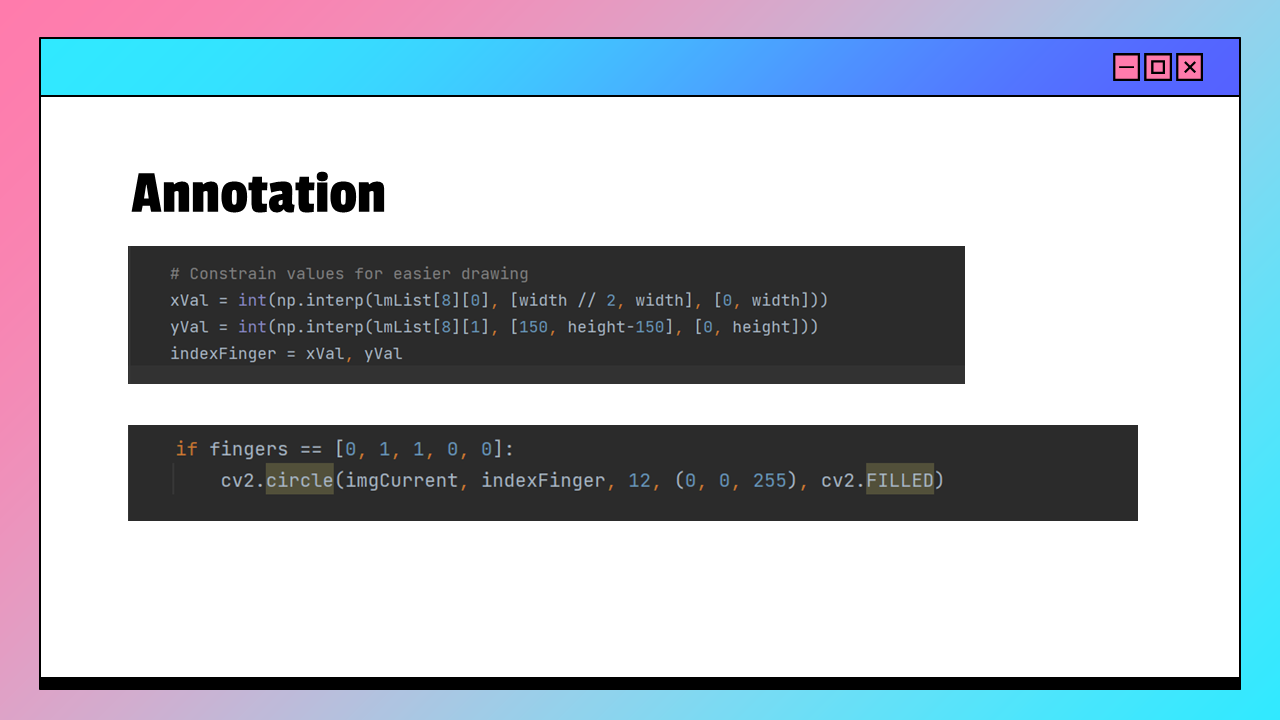 Annotation
# Constrain values for easier drawing
xVal = int(np.interp(lmList[8][0], [width // 2, width], [0, width]))
yVal = int(np.interp(lmList[8][1], [150, height-150], [0, height]))
indexFinger = xVal, yVal
if fingers == [0, 1, 1, 0, 0]:
    cv2.circle(imgCurrent, indexFinger, 12, (0, 0, 255), cv2.FILLED)